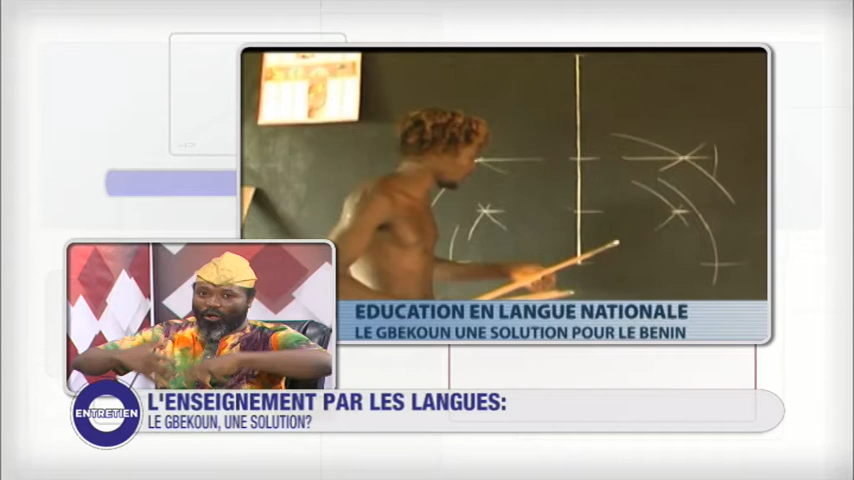 EDUCATION EN LANGUE NATIONALE
LE GBEKOUN UNE SOLUTION POUR LE BENIN
L'ENSEIGNEMENT PAR LES LANGUES:
ENTRETIEN
LE GBEKOUN, UNE SOLUTION?